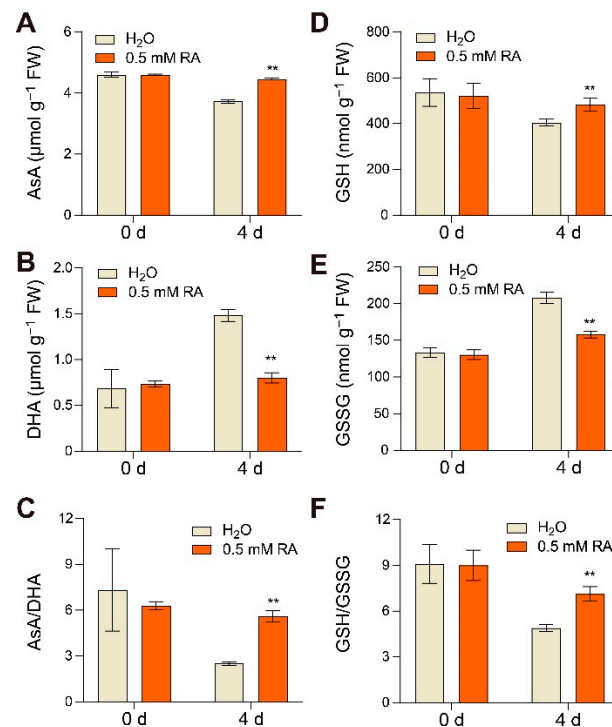 A
H₂O
0.5 mM RA
AsA (μmol g⁻¹ FW)
6
4
2
0
**
0 d
4 d
D
H₂O
0.5 mM RA
GSH (nmol g⁻¹ FW)
800
600
400
200
0
**
0 d
4 d
B
H₂O
0.5 mM RA
DHA (μmol g⁻¹ FW)
2.0
1.5
1.0
0.5
0
**
0 d
4 d
E
H₂O
0.5 mM RA
GSSG (nmol g⁻¹ FW)
250
200
150
100
50
0
**
0 d
4 d
C
H₂O
0.5 mM RA
AsA/DHA
12
9
6
3
0
**
0 d
4 d
F
H₂O
0.5 mM RA
GSH/GSSG
12
9
6
3
0
**
0 d
4 d